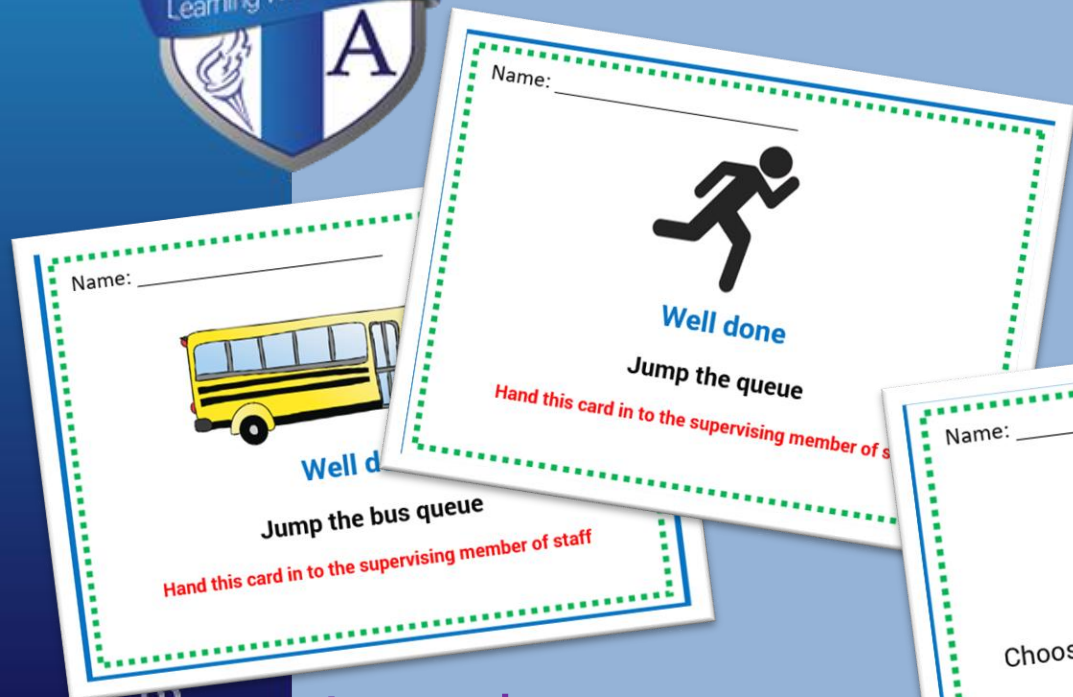 Learning
A
Name:
Well done
Jump the queue
Hand this card in to the supervising member of
Name:
Well
Jump the bus queue
Hand this card in to the supervising member of staff
Name: